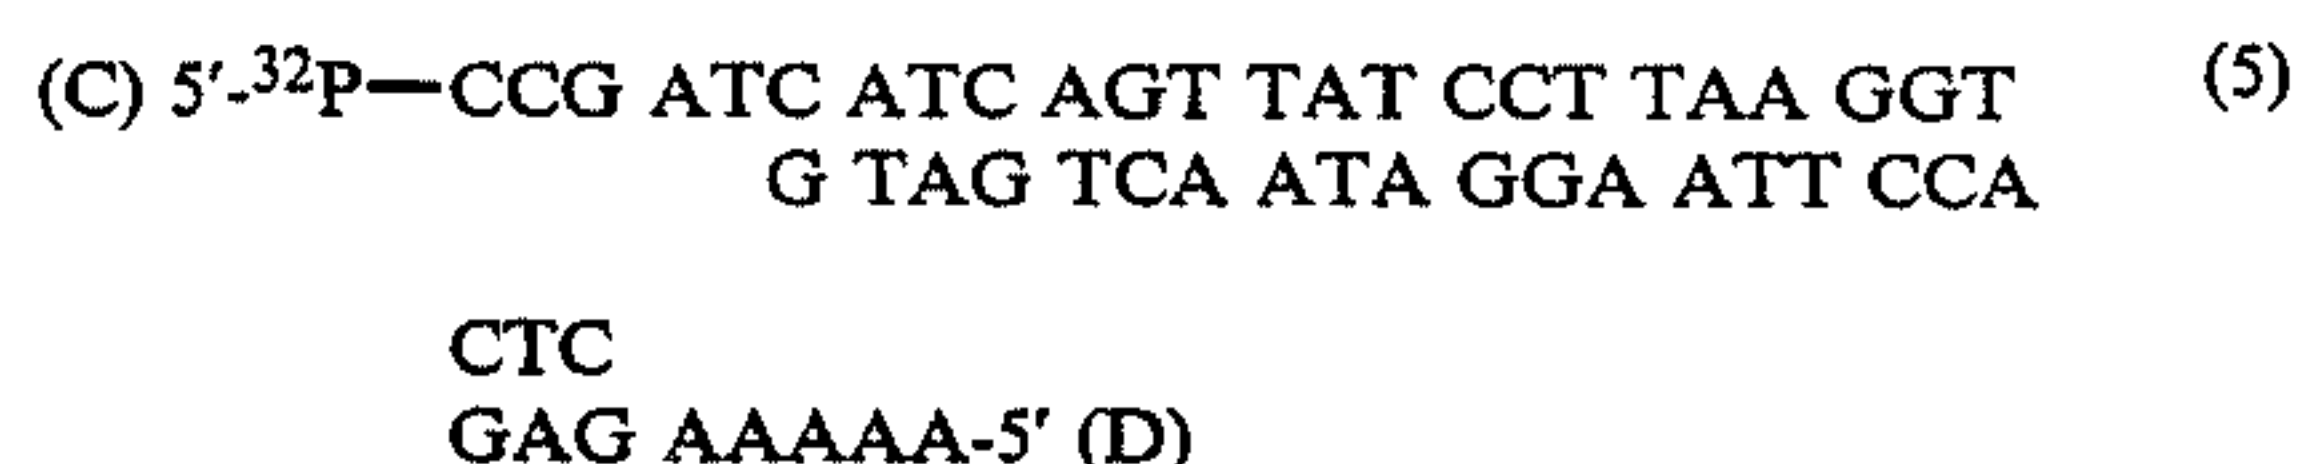 (C) 5′-³²P—CCG ATC ATC AGT TAT CCT TAA GGT (5)
G TAG TCA ATA GGA ATT CCA
CTC
GAG AAAAA-5′ (D)